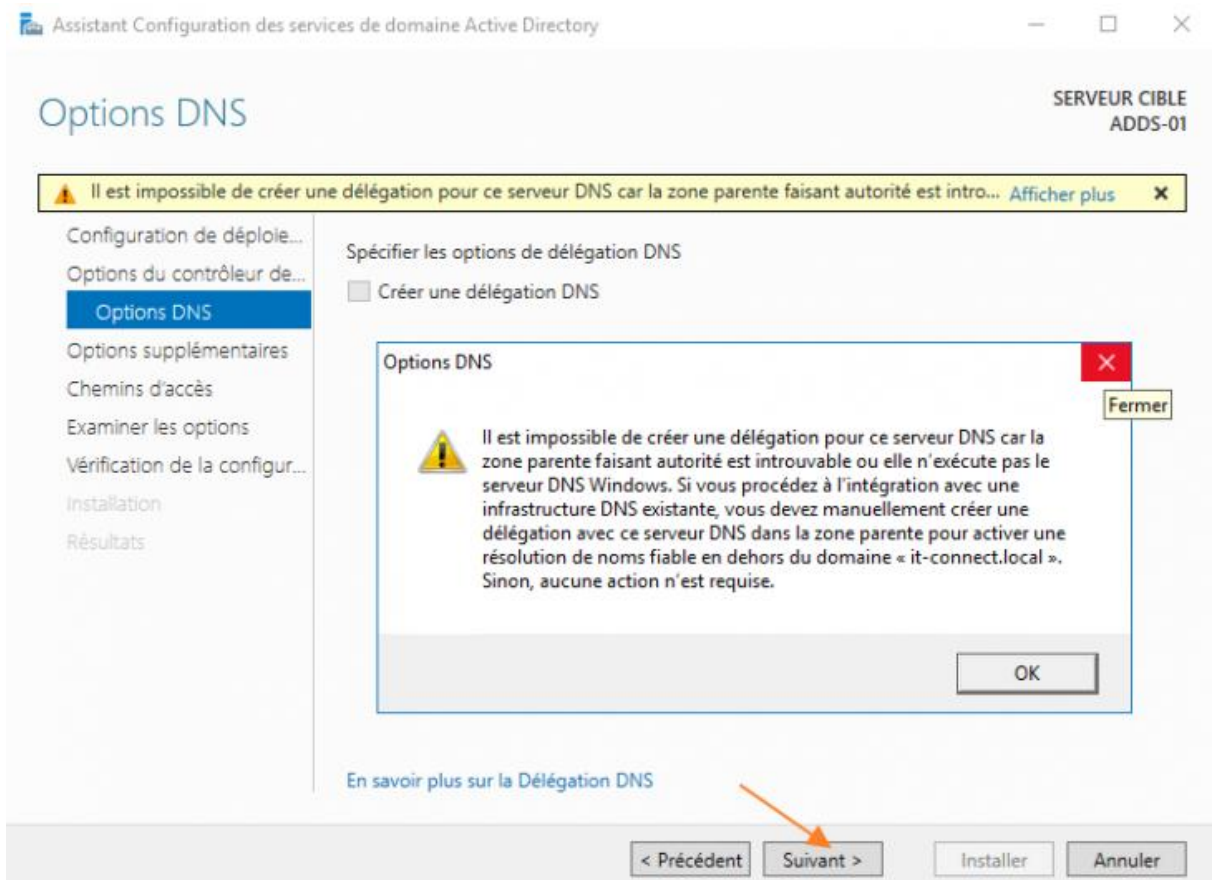 Assistant Configuration des services de domaine Active Directory
Options DNS
SERVEUR CIBLE
ADDS-01
Il est impossible de créer une délégation pour ce serveur DNS car la zone parente faisant autorité est intro... Afficher plus
Configuration de déploie...
Options du contrôleur de...
Options DNS
Options supplémentaires
Chemins d'accès
Examiner les options
Vérification de la configur...
Installation
Résultats
Spécifier les options de délégation DNS
Créer une délégation DNS
Options DNS
Fermer
Il est impossible de créer une délégation pour ce serveur DNS car la
zone parente faisant autorité est introuvable ou elle n'exécute pas le
serveur DNS Windows. Si vous procédez à l'intégration avec une
infrastructure DNS existante, vous devez manuellement créer une
délégation avec ce serveur DNS dans la zone parente pour activer une
résolution de noms fiable en dehors du domaine « it-connect.local ».
Sinon, aucune action n'est requise.
OK
En savoir plus sur la Délégation DNS
< Précédent Suivant > Installer Annuler